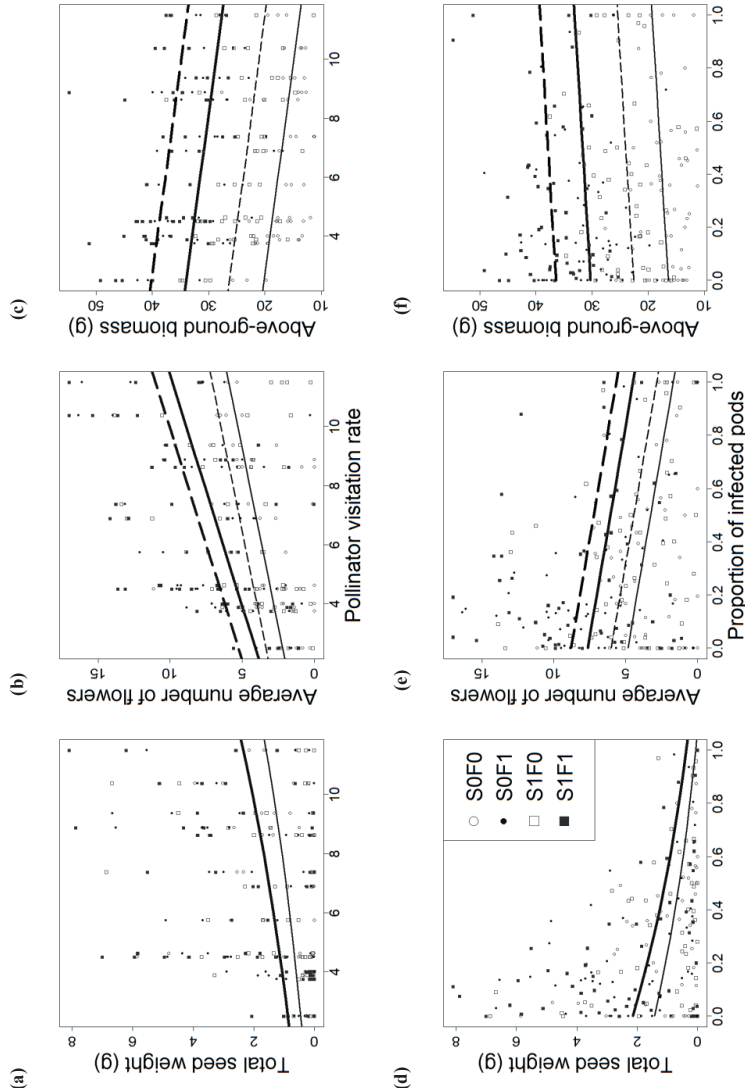 (a)
Total seed weight (g)
8
6
4
2
0
4 6 8 10
(b)
Average number of flowers
15
10
5
0
4 6 8 10
Pollinator visitation rate
(c)
Above-ground biomass (g)
50
40
30
20
10
4 6 8 10
(d)
Total seed weight (g)
8
6
4
2
0
0.0 0.2 0.4 0.6 0.8 1.0
S0F0
S0F1
S1F0
S1F1
(e)
Average number of flowers
15
10
5
0
0.0 0.2 0.4 0.6 0.8 1.0
Proportion of infected pods
(f)
Above-ground biomass (g)
50
40
30
20
10
0.0 0.2 0.4 0.6 0.8 1.0